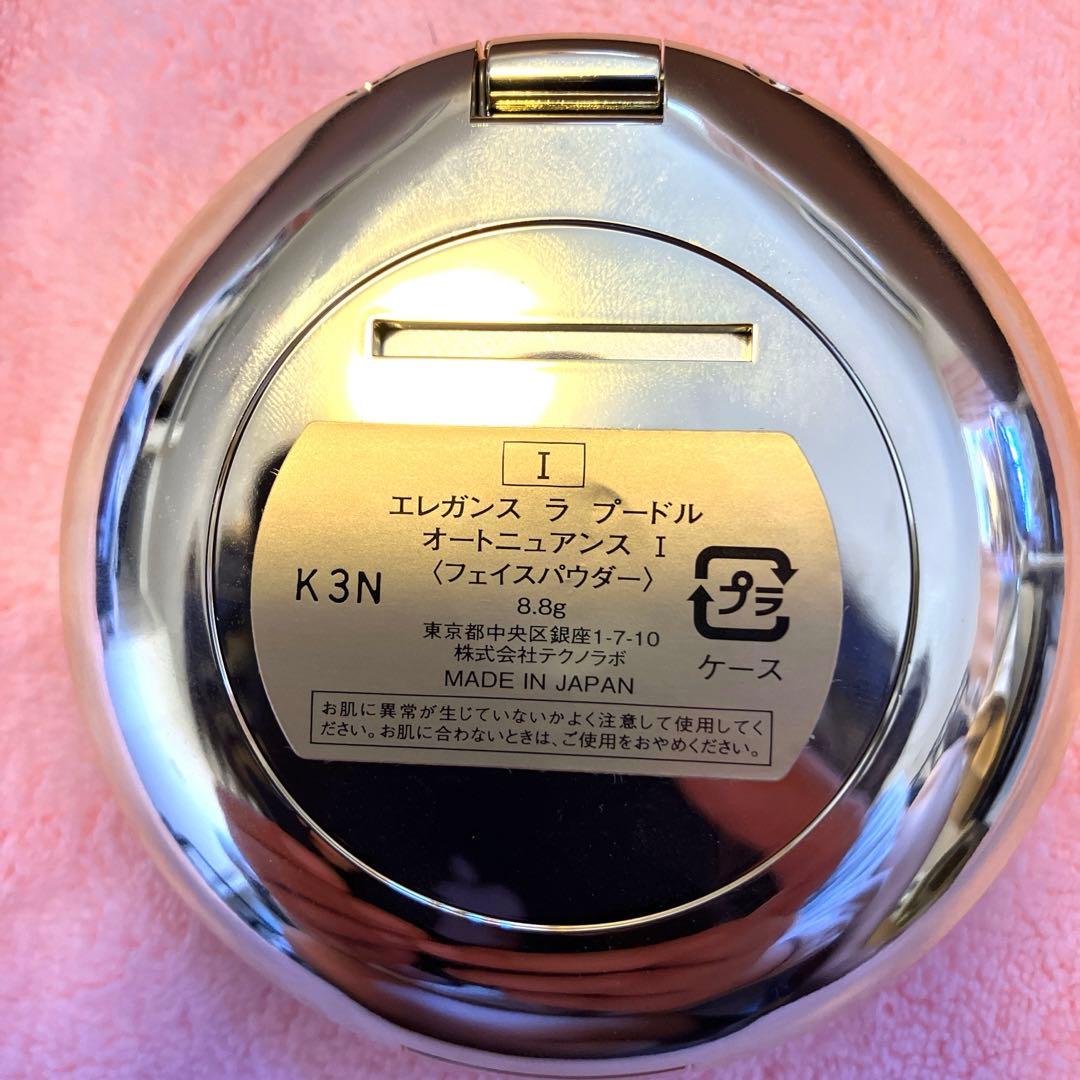 I
エレガンス ラ プードル
オートニュアンス I
〈フェイスパウダー〉
K3N
8.8g
プラ
ケース
東京都中央区銀座1-7-10
株式会社テクノラボ
MADE IN JAPAN
お肌に異常が生じていないかよく注意して使用してく
ださい。お肌に合わないときは、ご使用をおやめください。